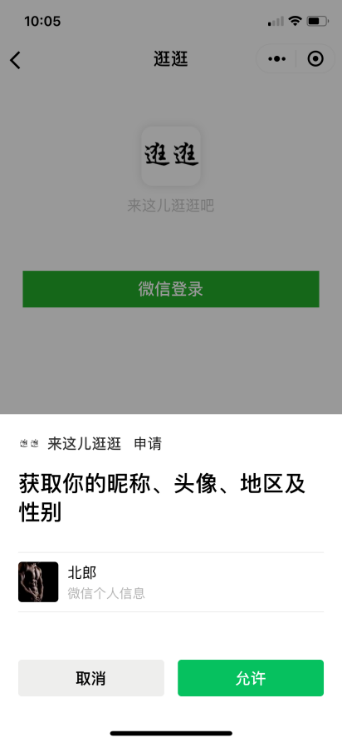 10:05
逛逛
逛逛
来这儿逛逛吧
微信登录
逛逛 来这儿逛逛 申请
获取你的昵称、头像、地区及
性别
北郎
微信个人信息
取消
允许